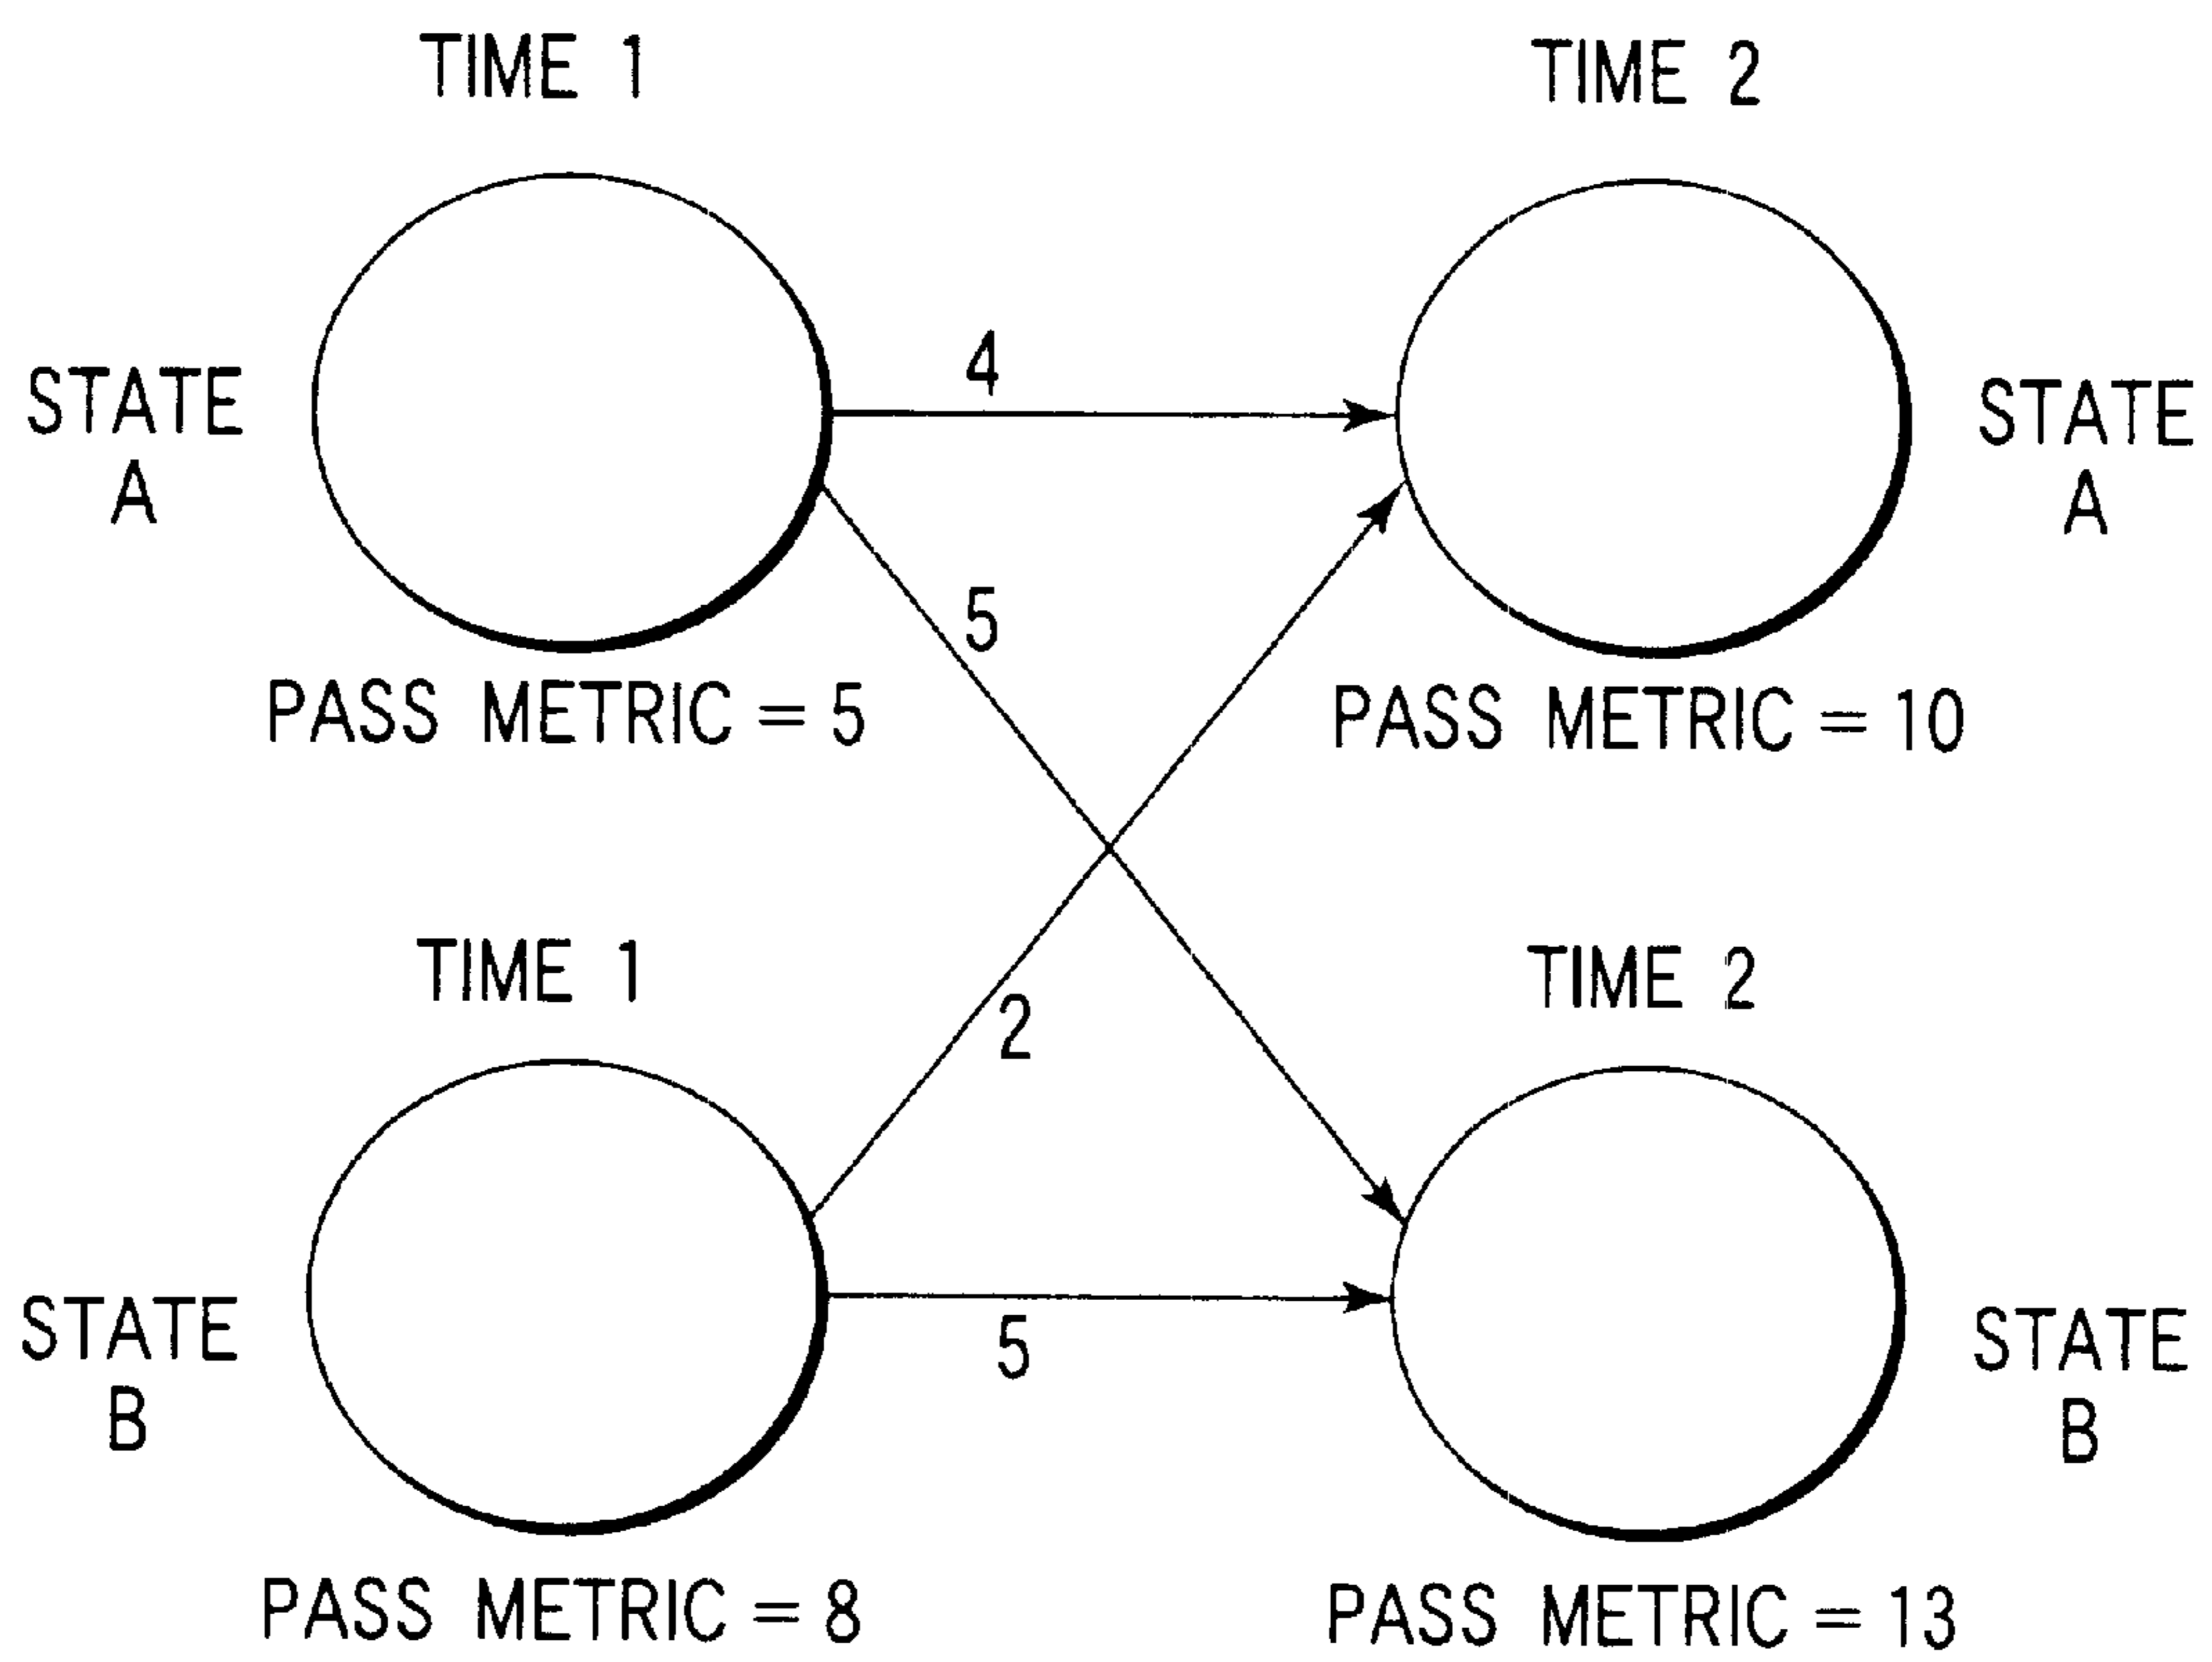 TIME 1
TIME 2
4
STATE
A
STATE
A
5
PASS METRIC = 5
PASS METRIC = 10
TIME 1
TIME 2
2
STATE
B
5
STATE
B
PASS METRIC = 8
PASS METRIC = 13